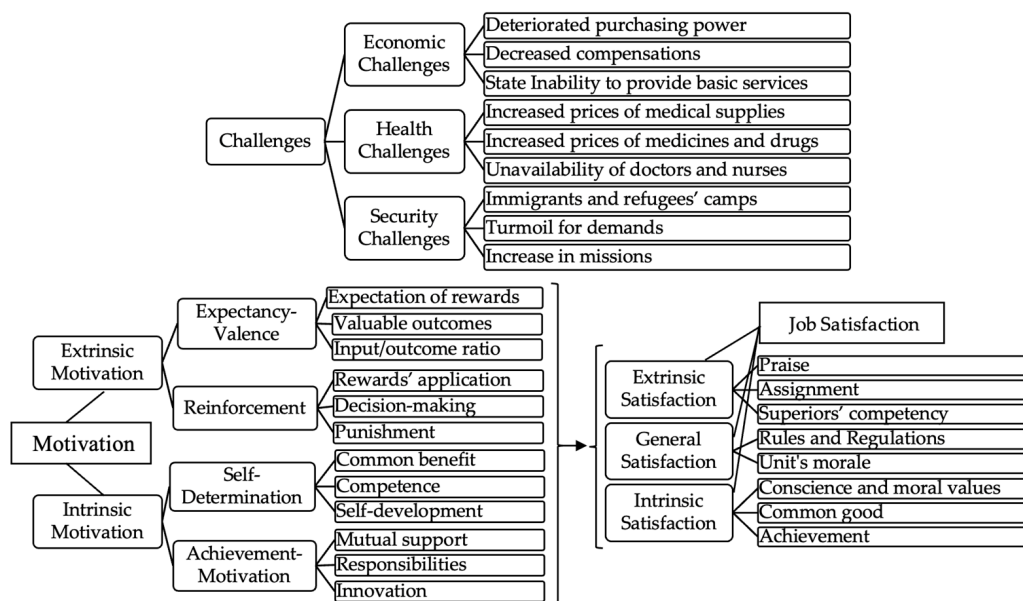 Challenges
Economic
Challenges
Deteriorated purchasing power
Decreased compensations
State Inability to provide basic services
Health
Challenges
Increased prices of medical supplies
Increased prices of medicines and drugs
Unavailability of doctors and nurses
Security
Challenges
Immigrants and refugees’ camps
Turmoil for demands
Increase in missions
Motivation
Extrinsic
Motivation
Expectancy-
Valence
Expectation of rewards
Valuable outcomes
Input/outcome ratio
Reinforcement
Rewards’ application
Decision-making
Punishment
Intrinsic
Motivation
Self-
Determination
Common benefit
Competence
Self-development
Achievement-
Motivation
Mutual support
Responsibilities
Innovation
Job Satisfaction
Extrinsic
Satisfaction
Praise
Assignment
Superiors’ competency
General
Satisfaction
Rules and Regulations
Unit's morale
Intrinsic
Satisfaction
Conscience and moral values
Common good
Achievement